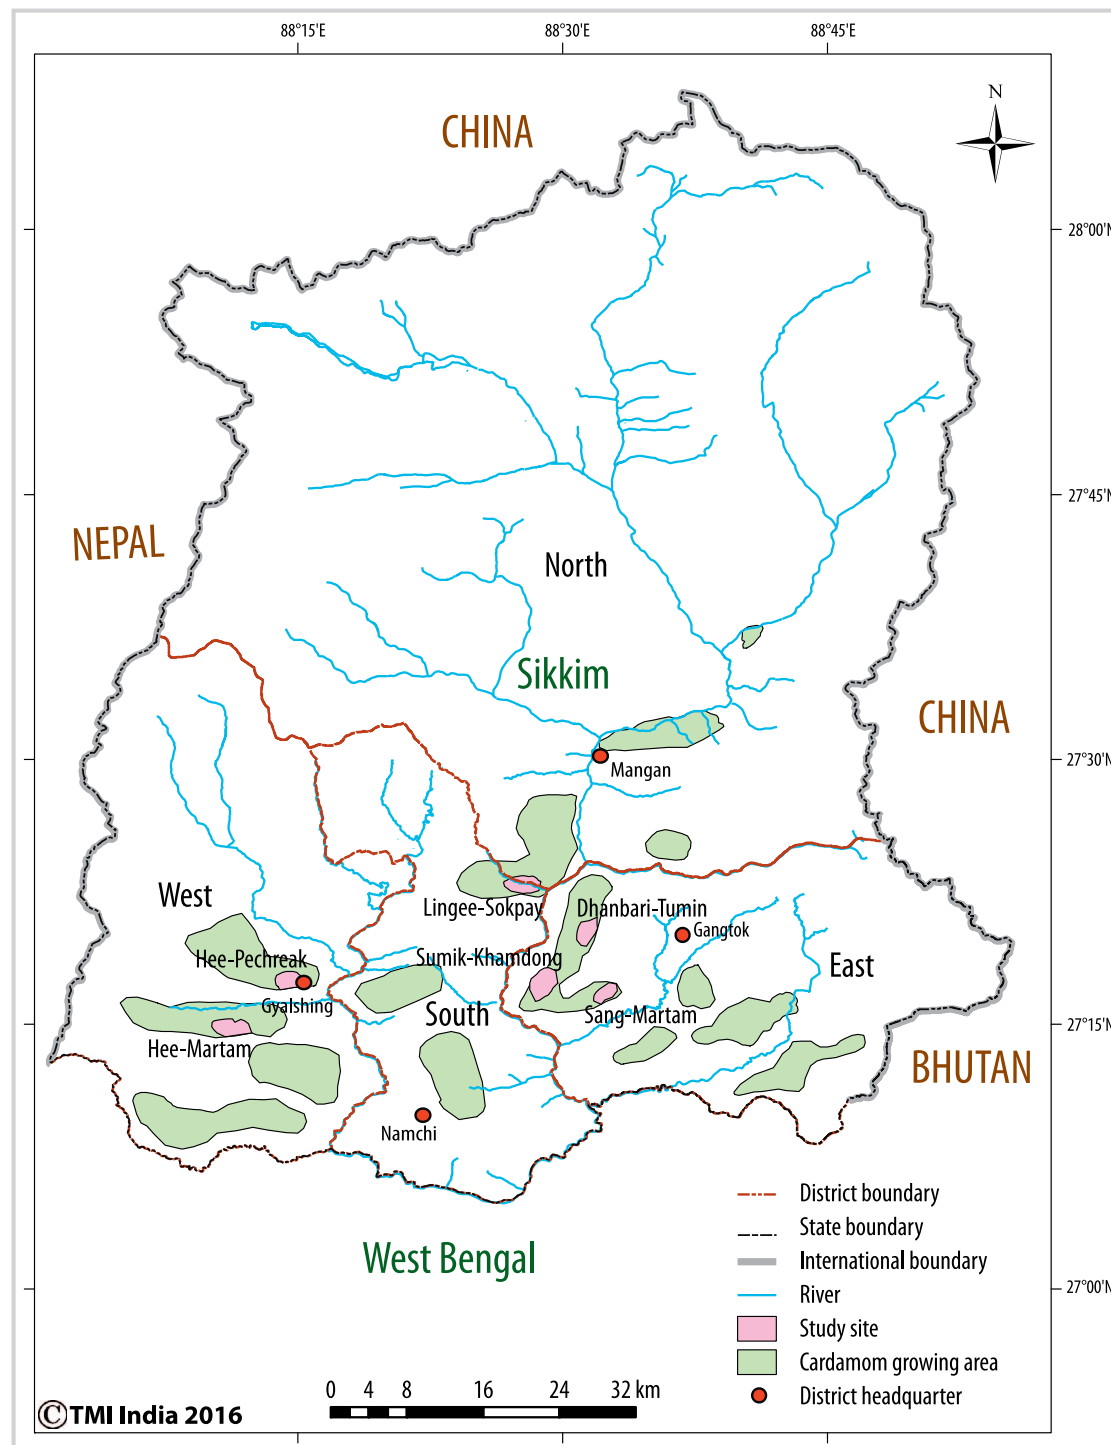 88°15'E
88°30'E
88°45'E
CHINA
N
28°00'N
27°45'N
NEPAL
North
Sikkim
CHINA
27°30'N
Mangan
West
Lingee-Sokpay
Dhanbari-Tumin
Gangtok
Hee-Pechreak
Sumik-Khamdong
East
Gyalshing
South
Sang-Martam
27°15'N
Hee-Martam
BHUTAN
Namchi
District boundary
State boundary
West Bengal
International boundary
27°00'N
River
Study site
Cardamom growing area
0 4 8 16 24 32 km
District headquarter
©TMI India 2016